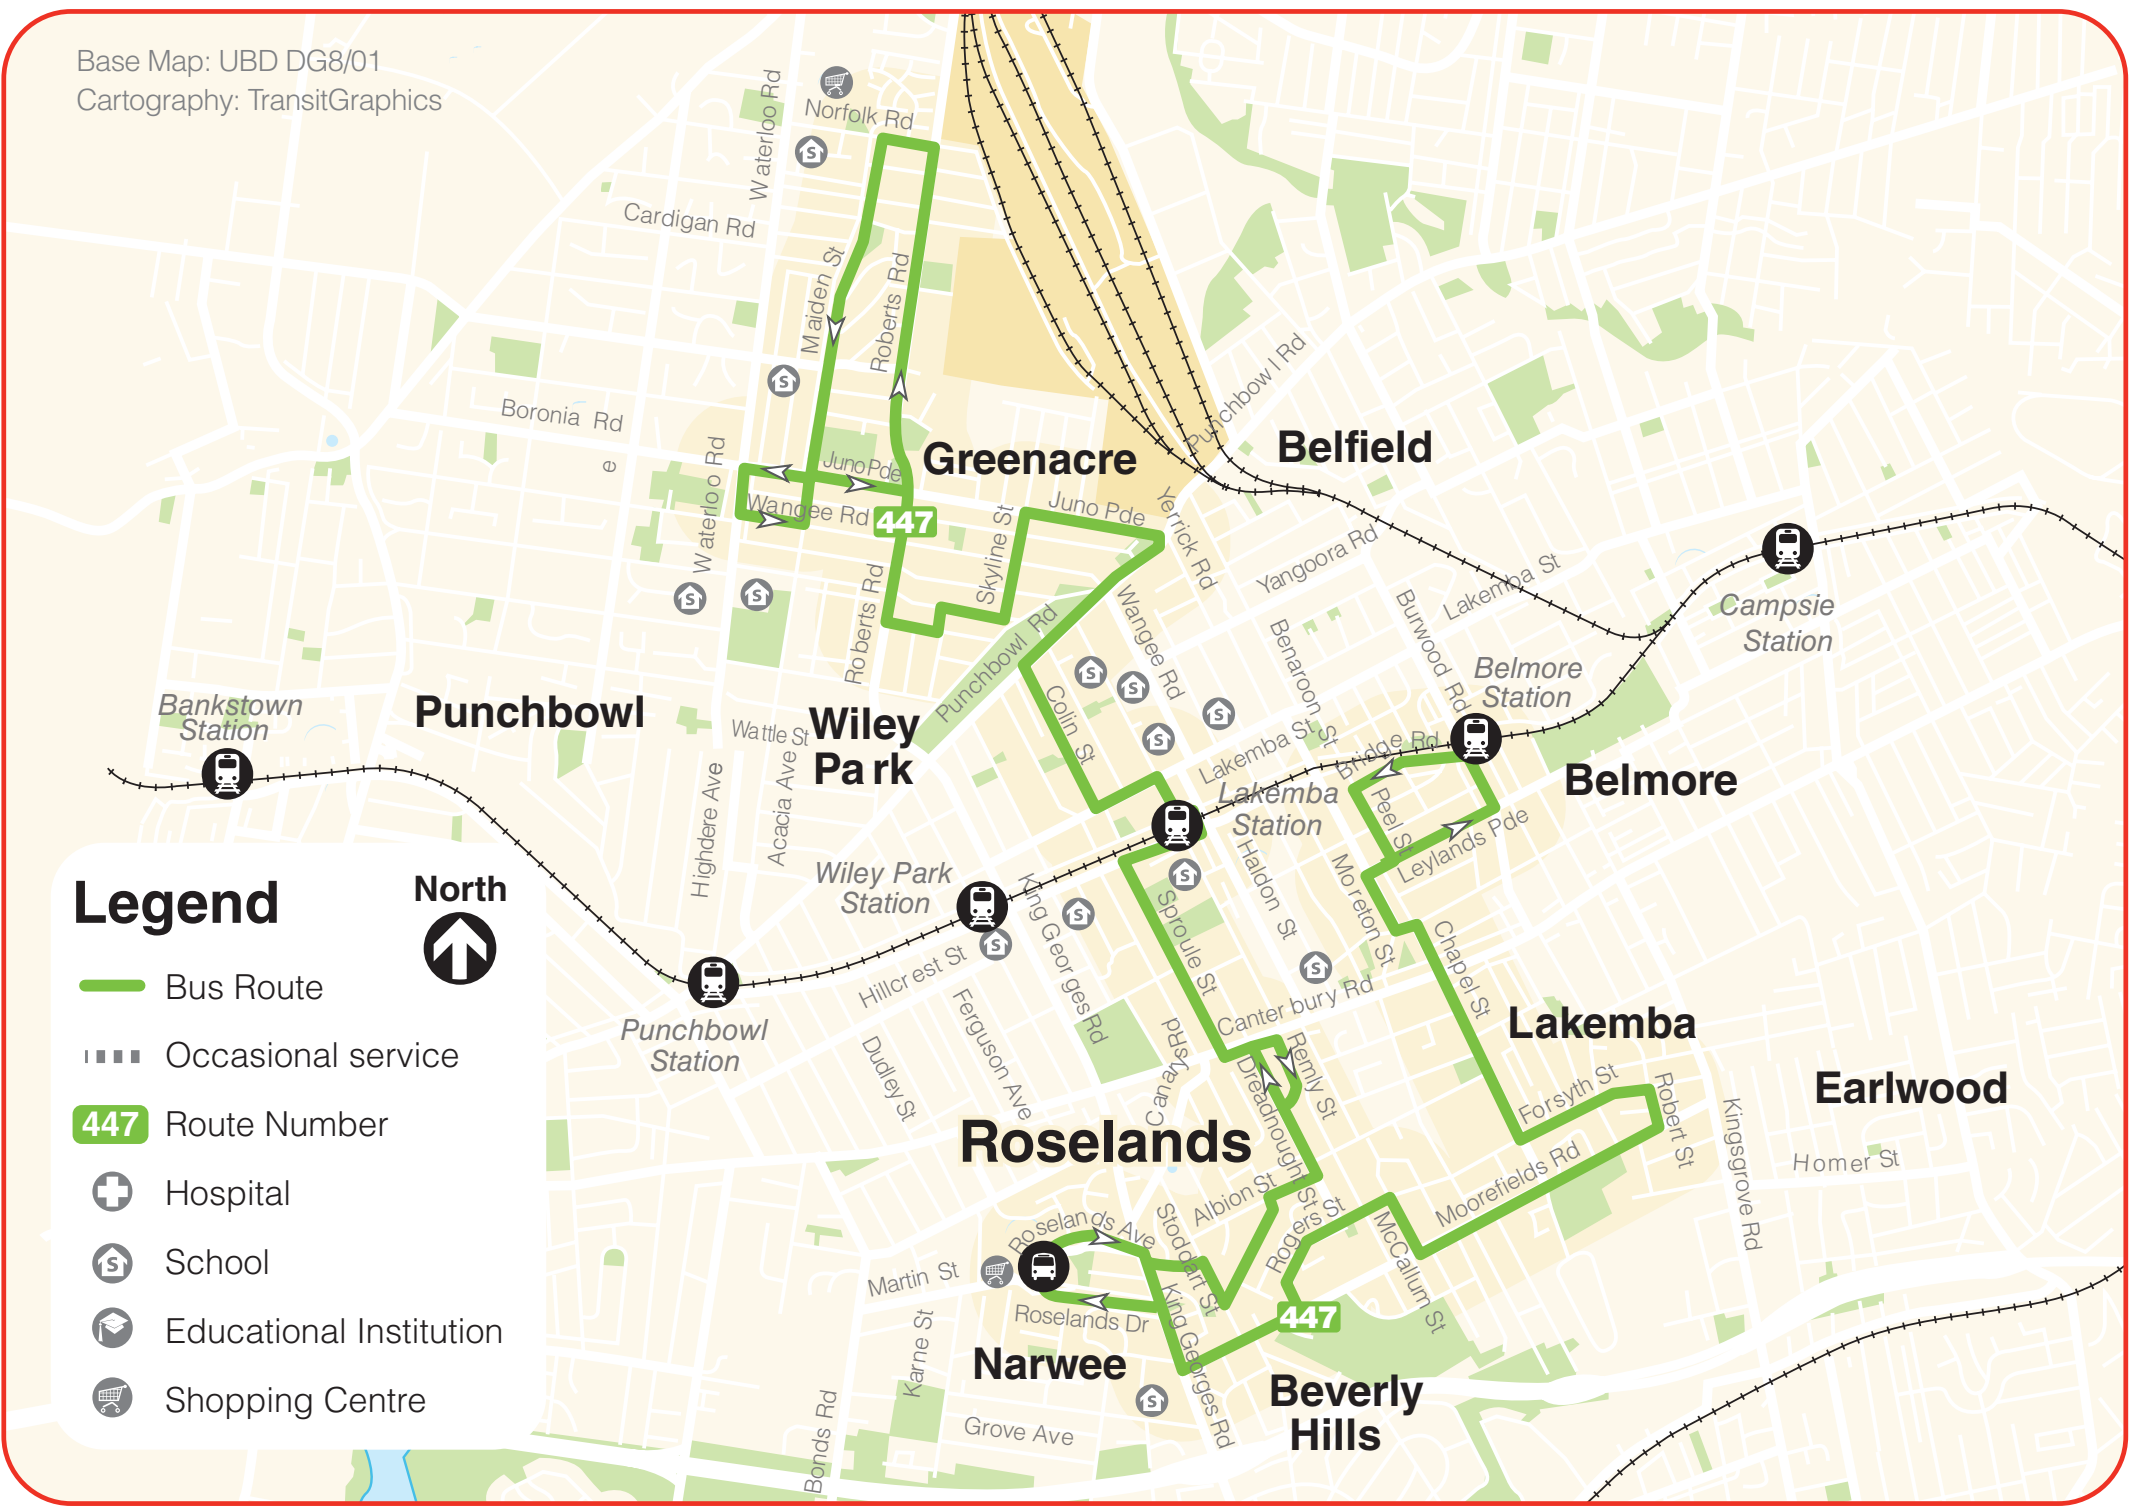 Base Map: UBD DG8/01
Cartography: TransitGraphics
Waterloo Rd
Norfolk Rd
Cardigan Rd
Maiden St
Roberts Rd
Punchbowl Rd
Boronia Rd
e
Waterloo Rd
Juno Pde
Greenacre
Belfield
Wangee Rd
447
Skyline St
Juno Pde
Yerrick Rd
Yangoora Rd
Lakemba St
Campsie
Station
Roberts Rd
Punchbowl Rd
Wangee Rd
Benaroon St
Burwood Rd
Belmore
Station
Bankstown
Station
Punchbowl
Wattle St
Wiley
Pa rk
Colin St
Lakemba St
Bridge Rd
Belmore
Highdere Ave
Acacia Ave
Lakemba
Station
Peel St
Leylands Pde
Wiley Park
Station
King Georges Rd
Haldon St
Moreton St
Sproule St
Hillcrest St
Chapel St
Canter bury Rd
Lakemba
Punchbowl
Station
Ferguson Ave
Dudley St
Canarys Rd
Dreadnought St
Remly St
Forsyth St
Robert St
Kingsgrove Rd
Earlwood
Homer St
Roselands
Moorefields Rd
Albion St
Rogers St
Stoddart St
McCallum St
Roselands Ave
Martin St
Roselands Dr
King Georges Rd
447
Karne St
Narwee
Beverly
Hills
Bonds Rd
Grove Ave
Legend
North
Bus Route
Occasional service
447 Route Number
Hospital
S School
Educational Institution
Shopping Centre